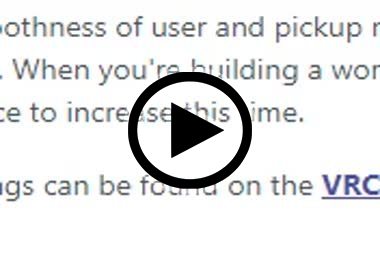 oothness of user and pickup
. When you're building a wor
ce to increase this time.
ngs can be found on the VRC